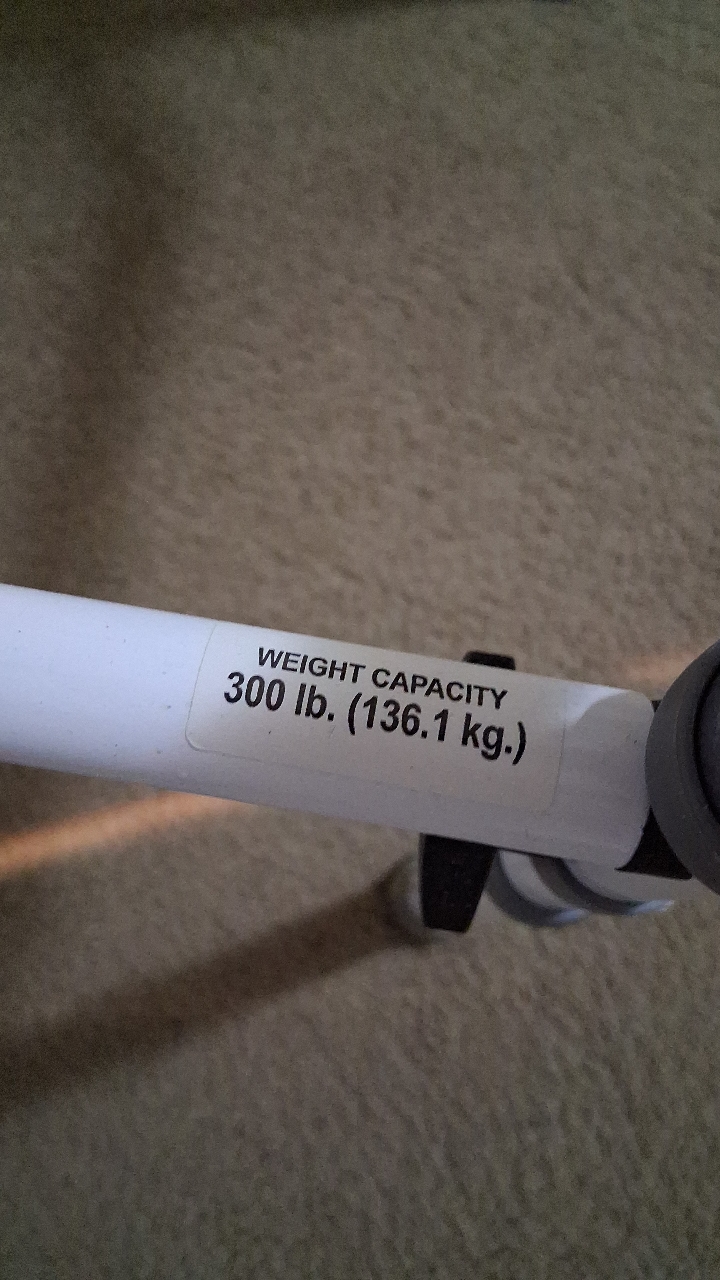 WEIGHT CAPACITY
300 lb. (136.1 kg.)